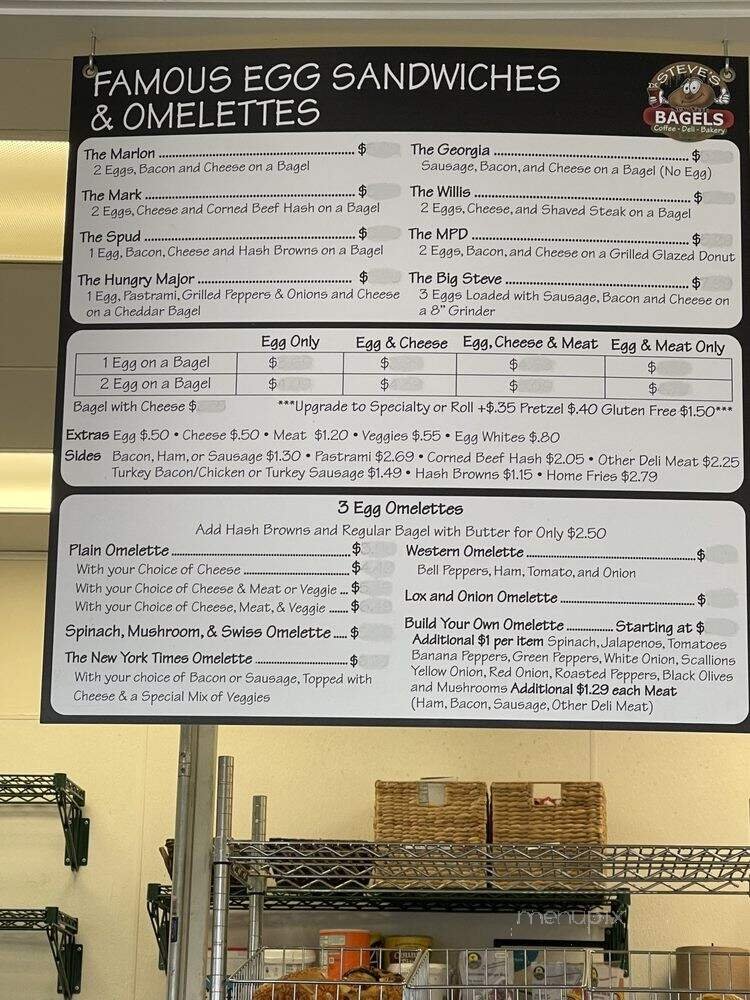 FAMOUS EGG SANDWICHES
& OMELETTES
STEVE'S
BAGELS
Coffee - Deli - Bakery
The Marlon $
2 Eggs, Bacon and Cheese on a Bagel
The Mark $
2 Eggs, Cheese and Corned Beef Hash on a Bagel
The Spud $
1 Egg, Bacon, Cheese and Hash Browns on a Bagel
The Hungry Major $
1 Egg, Pastrami, Grilled Peppers & Onions and Cheese
on a Cheddar Bagel
The Georgia $
Sausage, Bacon, and Cheese on a Bagel (No Egg)
The Willis $
2 Eggs, Cheese, and Shaved Steak on a Bagel
The MPD $
2 Eggs, Bacon, and Cheese on a Grilled Glazed Donut
The Big Steve $
3 Eggs Loaded with Sausage, Bacon and Cheese on
a 8" Grinder
Egg Only Egg & Cheese Egg, Cheese & Meat Egg & Meat Only
1 Egg on a Bagel $ $ $ $
2 Egg on a Bagel $ $ $ $
Bagel with Cheese $ ***Upgrade to Specialty or Roll +$.35 Pretzel $.40 Gluten Free $1.50***
Extras Egg $.50 • Cheese $.50 • Meat $1.20 • Veggies $.55 • Egg Whites $.80
Sides Bacon, Ham, or Sausage $1.30 • Pastrami $2.69 • Corned Beef Hash $2.05 • Other Deli Meat $2.25
Turkey Bacon/Chicken or Turkey Sausage $1.49 • Hash Browns $1.15 • Home Fries $2.79
3 Egg Omelettes
Add Hash Browns and Regular Bagel with Butter for Only $2.50
Plain Omelette $
With your Choice of Cheese $
With your Choice of Cheese & Meat or Veggie $
With your Choice of Cheese, Meat, & Veggie $
Spinach, Mushroom, & Swiss Omelette $
The New York Times Omelette $
With your choice of Bacon or Sausage, Topped with
Cheese & a Special Mix of Veggies
Western Omelette $
Bell Peppers, Ham, Tomato, and Onion
Lox and Onion Omelette $
Build Your Own Omelette Starting at $
Additional $1 per Item Spinach, Jalapenos, Tomatoes
Banana Peppers, Green Peppers, White Onion, Scallions
Yellow Onion, Red Onion, Roasted Peppers, Black Olives
and Mushrooms Additional $1.29 each Meat
(Ham, Bacon, Sausage, Other Deli Meat)
menupix